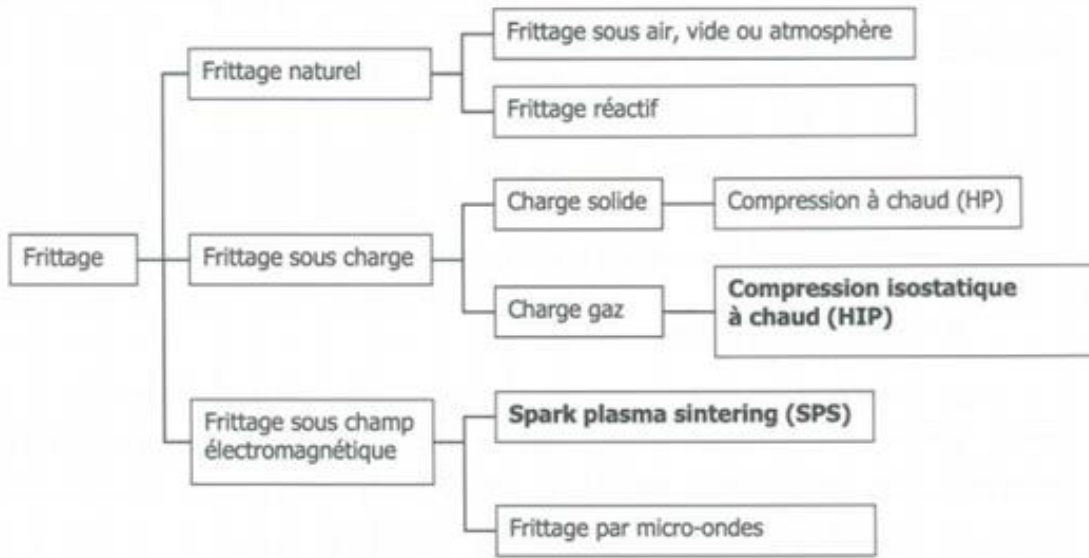 Frittage
Frittage naturel
Frittage sous air, vide ou atmosphère
Frittage réactif
Frittage sous charge
Charge solide
Compression à chaud (HP)
Charge gaz
Compression isostatique
à chaud (HIP)
Frittage sous champ
électromagnétique
Spark plasma sintering (SPS)
Frittage par micro-ondes